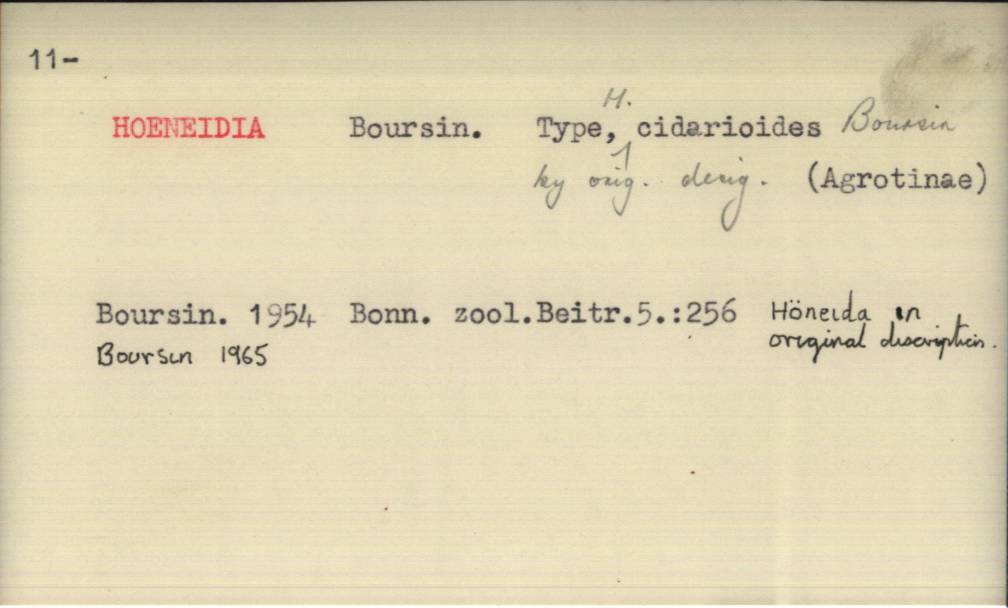 11-
HOENEIDIA Boursin. Type, H. cidarioides Boursin
by orig. desig. (Agrotinae)
Boursin. 1954 Bonn. zool.Beitr.5.:256 Höneida in
Boursin 1965 original description.